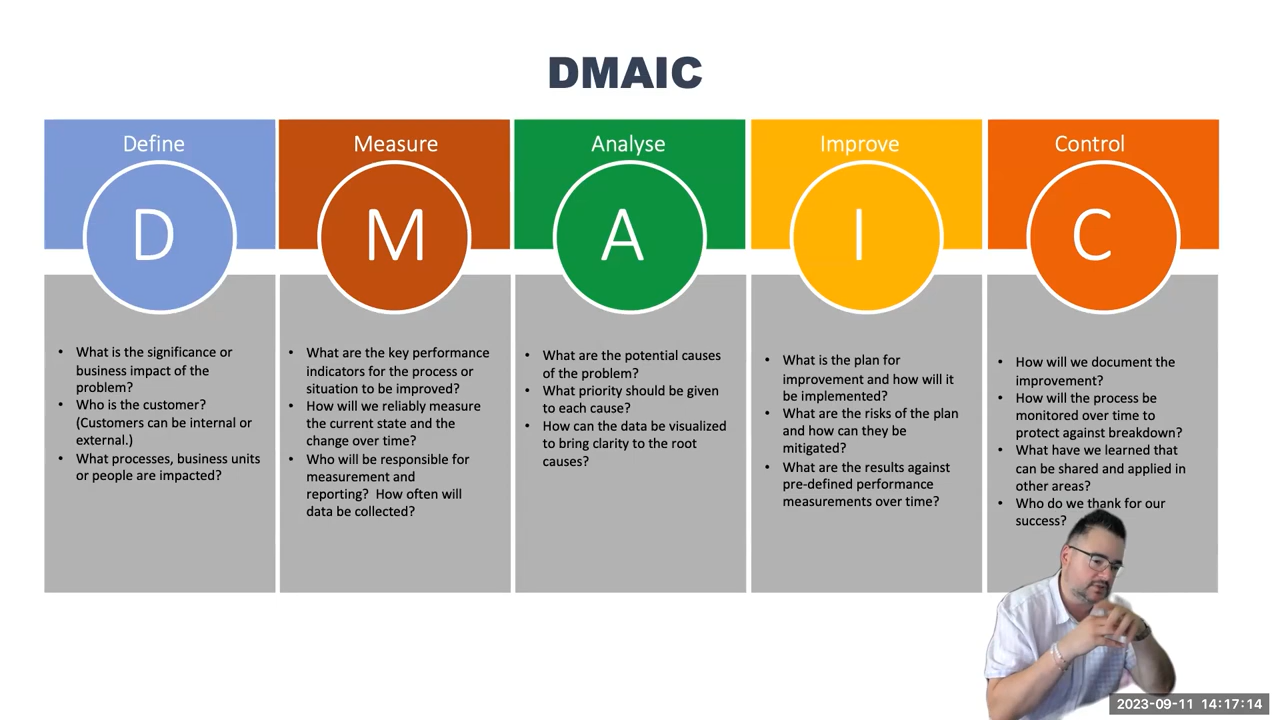 DMAIC
Define
D
What is the significance or
business impact of the
problem?
Who is the customer?
(Customers can be internal or
external.)
What processes, business units
or people are impacted?
Measure
M
What are the key performance
indicators for the process or
situation to be improved?
How will we reliably measure
the current state and the
change over time?
Who will be responsible for
measurement and
reporting?  How often will
data be collected?
Analyse
A
What are the potential causes
of the problem?
What priority should be given
to each cause?
How can the data be visualized
to bring clarity to the root
causes?
Improve
I
What is the plan for
improvement and how will it
be implemented?
What are the risks of the plan
and how can they be
mitigated?
What are the results against
pre-defined performance
measurements over time?
Control
C
How will we document the
improvement?
How will the process be
monitored over time to
protect against breakdown?
What have we learned that
can be shared and applied in
other areas?
Who do we thank for our
success?
2023-09-11 14:17:14